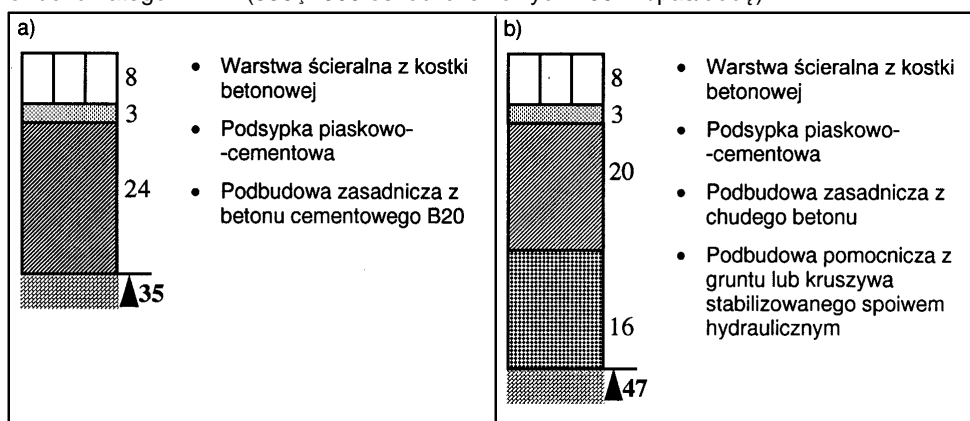 a)
8
3
24
35
• Warstwa ścieralna z kostki
betonowej
• Podsypka piaskowo-
-cementowa
• Podbudowa zasadnicza z
betonu cementowego B20
b)
8
3
20
16
47
• Warstwa ścieralna z kostki
betonowej
• Podsypka piaskowo-
-cementowa
• Podbudowa zasadnicza z
chudego betonu
• Podbudowa pomocnicza z
gruntu lub kruszywa
stabilizowanego spoiwem
hydraulicznym